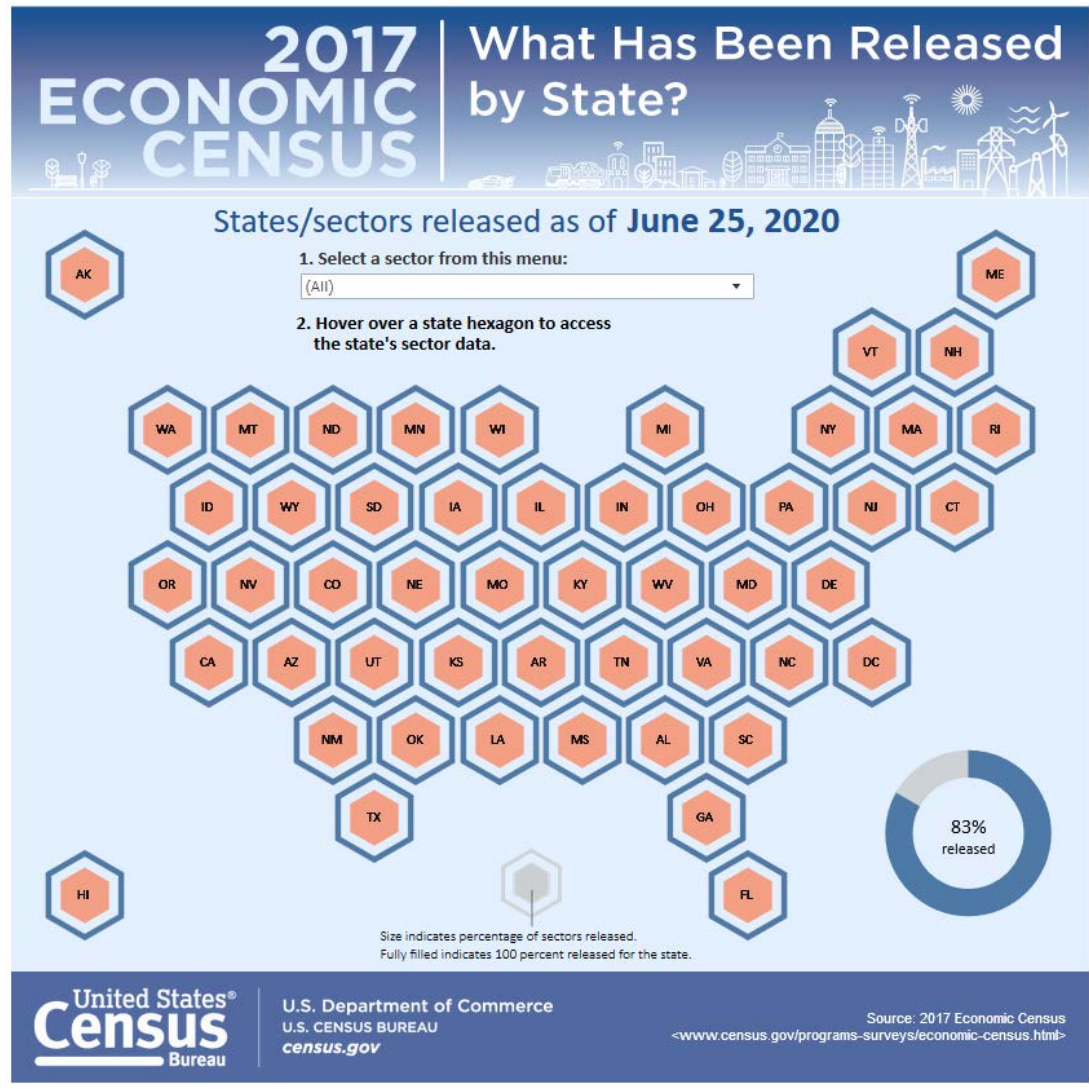 2017
ECONOMIC
CENSUS
What Has Been Released
by State?
States/sectors released as of June 25, 2020
1. Select a sector from this menu:
(All)
2. Hover over a state hexagon to access
the state's sector data.
AK
ME
VT
NH
WA
MT
ND
MN
WI
MI
NY
MA
RI
ID
WY
SD
IA
IL
IN
OH
PA
NJ
CT
OR
NV
CO
NE
MO
KY
WV
MD
DE
CA
AZ
UT
KS
AR
TN
VA
NC
DC
NM
OK
LA
MS
AL
SC
TX
GA
83%
released
HI
FL
Size indicates percentage of sectors released.
Fully filled indicates 100 percent released for the state.
United States®
Census
Bureau
U.S. Department of Commerce
U.S. CENSUS BUREAU
census.gov
Source: 2017 Economic Census
<www.census.gov/programs-surveys/economic-census.html>